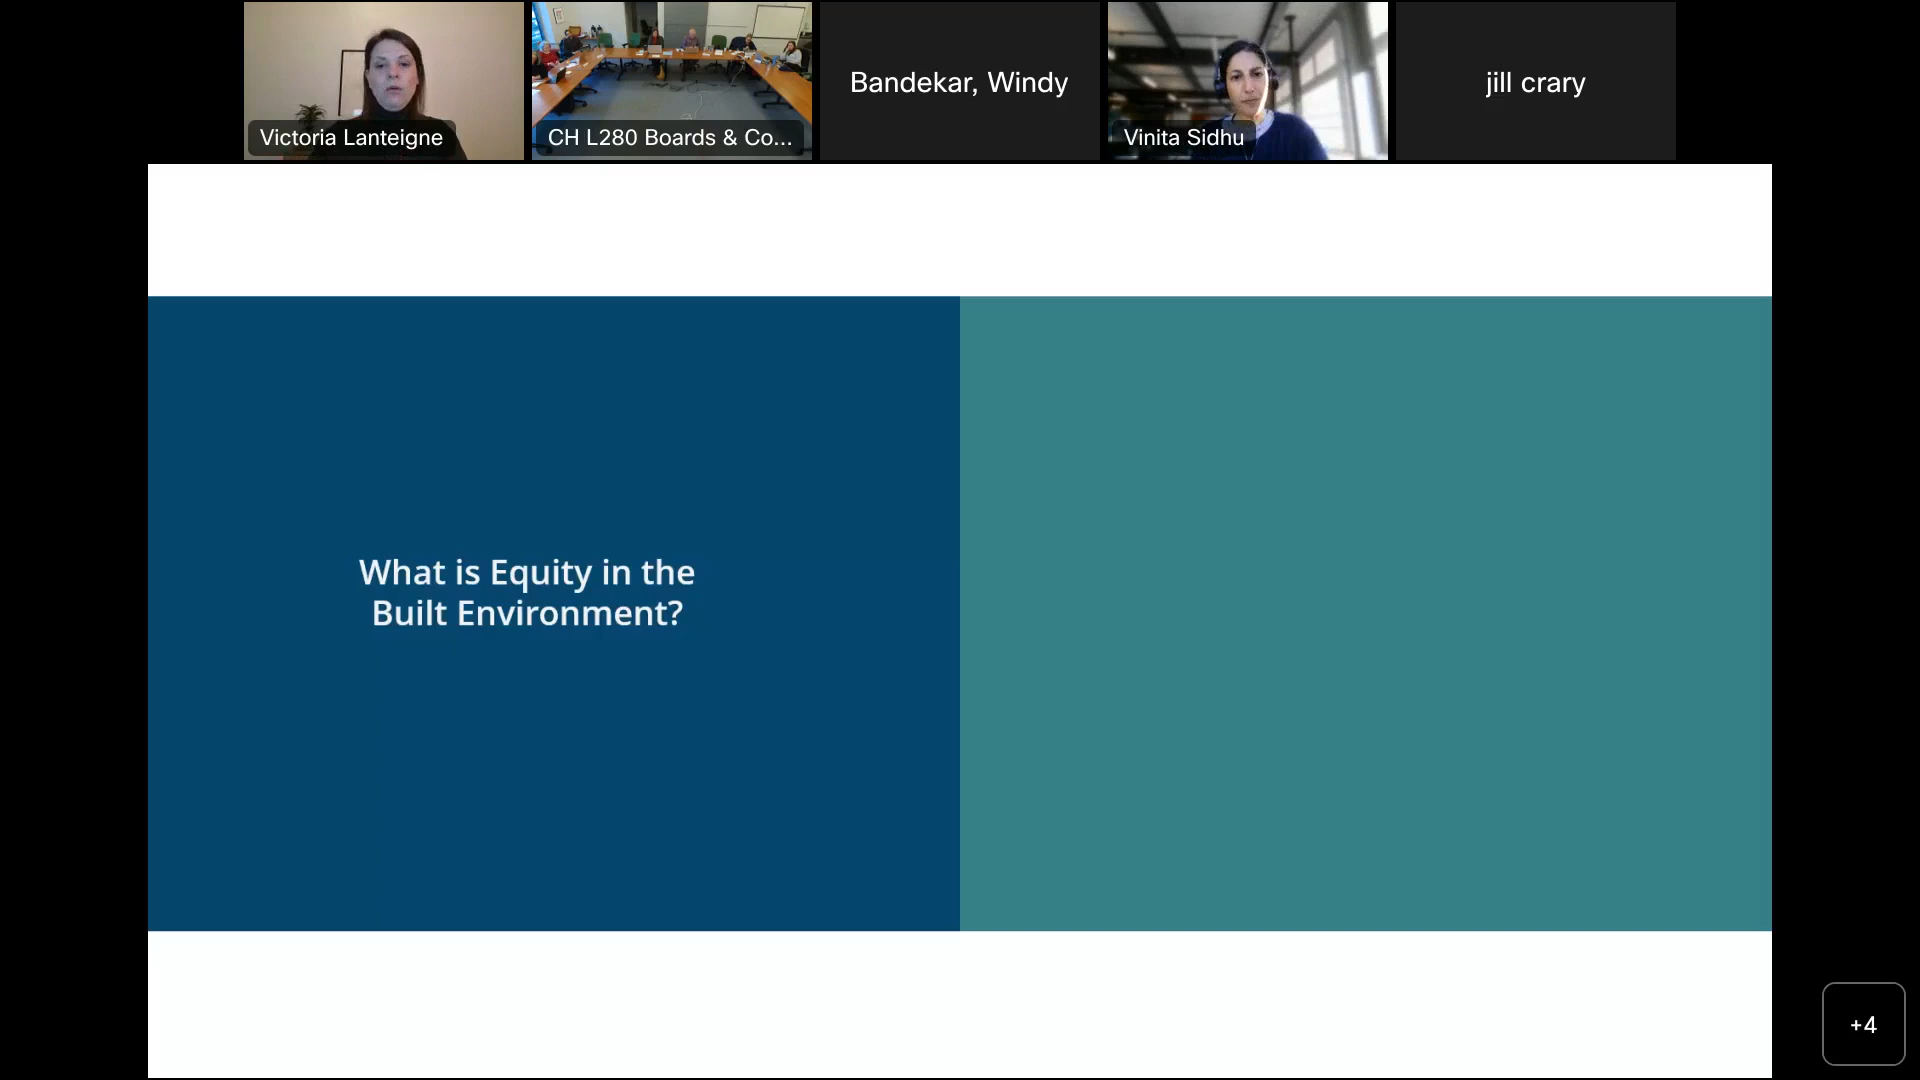 Victoria Lanteigne
CH L280 Boards & Co...
Bandekar, Windy
Vinita Sidhu
jill crary
What is Equity in the
Built Environment?
+4